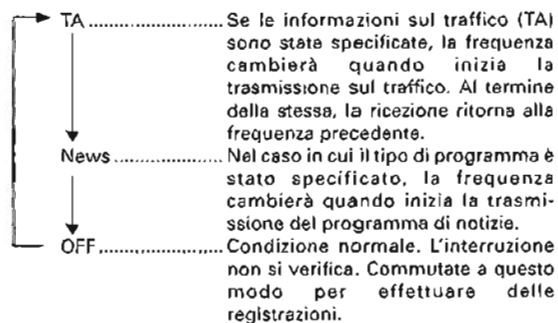 TA .................... Se le informazioni sul traffico (TA)
sono state specificate, la frequenza
cambierà quando inizia la
trasmissione sul traffico. Al termine
della stessa, la ricezione ritorna alla
frequenza precedente.
News ................. Nel caso in cui il tipo di programma è
stato specificato, la frequenza
cambierà quando inizia la trasmi-
ssione del programma di notizie.
OFF .................... Condizione normale. L'interruzione
non si verifica. Commutate a questo
modo per effettuare delle
registrazioni.